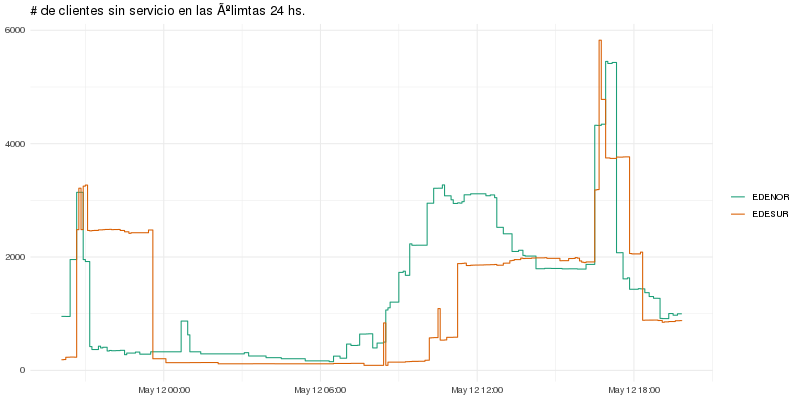 # de clientes sin servicio en las Ãºlimtas 24 hs.
6000
4000
2000
0
May 12 00:00
May 12 06:00
May 12 12:00
May 12 18:00
EDENOR
EDESUR